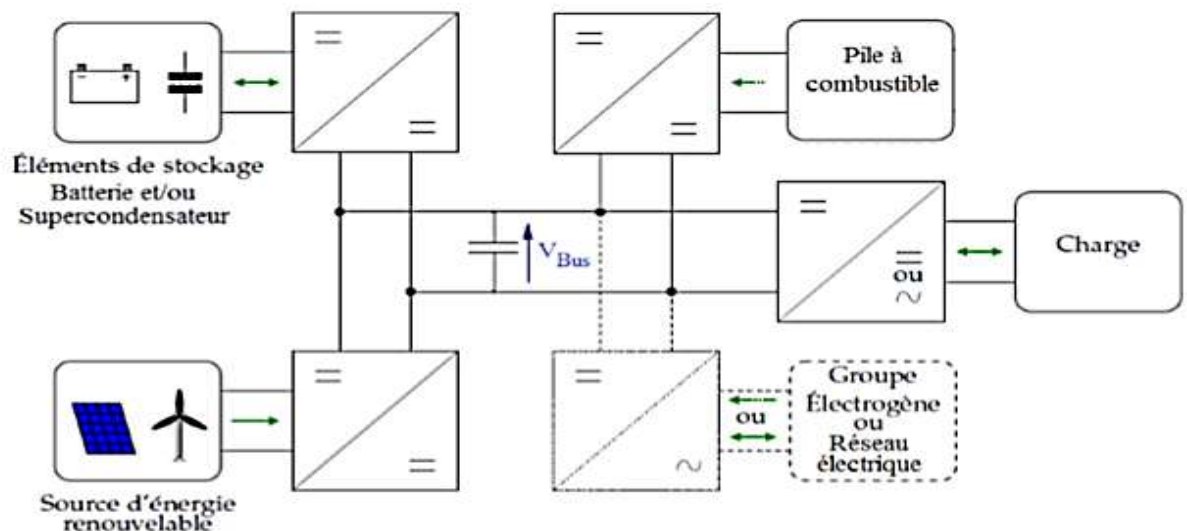 Éléments de stockage
Batterie et/ou
Supercondensateur
Pile à
combustible
V_Bus
ou
Charge
Source d'énergie
renouvelable
ou
Groupe
Électrogène
ou
Réseau
électrique